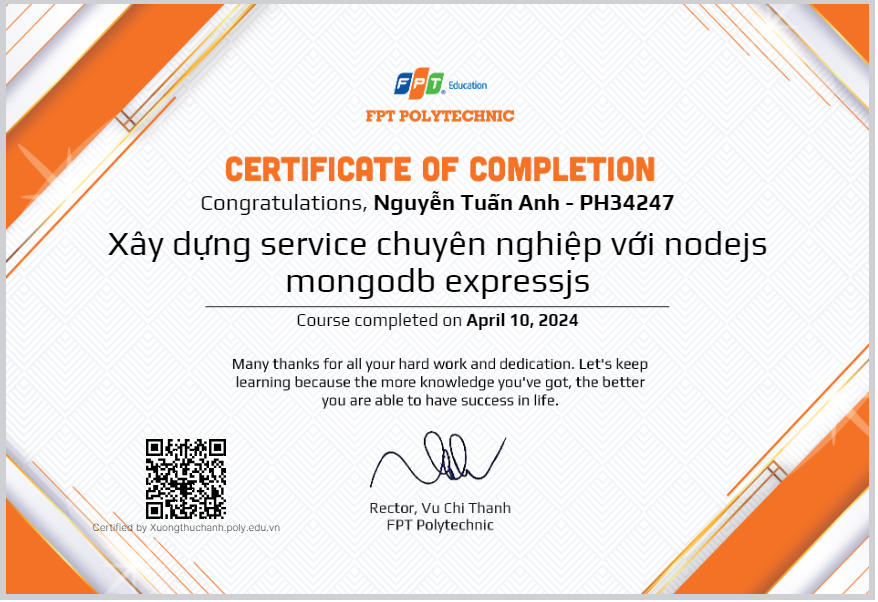 FPT Education
FPT POLYTECHNIC
CERTIFICATE OF COMPLETION
Congratulations, Nguyễn Tuấn Anh - PH34247
Xây dựng service chuyên nghiệp với nodejs
mongodb expressjs
Course completed on April 10, 2024
Many thanks for all your hard work and dedication. Let's keep
learning because the more knowledge you've got, the better
you are able to have success in life.
Certified by Xuongthuchanh.poly.edu.vn
Rector, Vu Chi Thanh
FPT Polytechnic